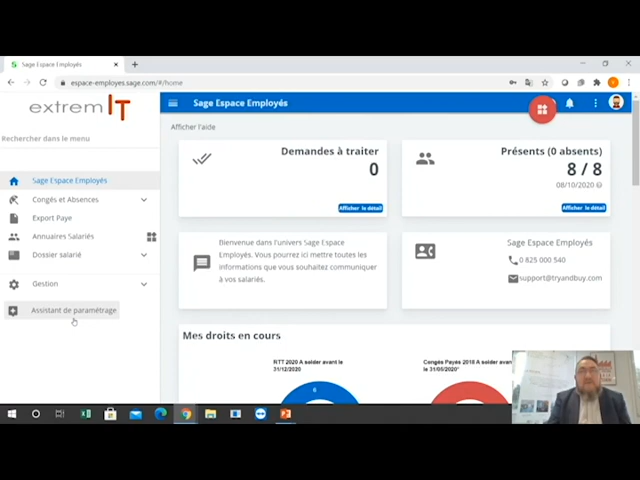 Sage Espace Employés
espace-employes.sage.com/#/home
extremIT
Sage Espace Employés
Afficher l'aide
Rechercher dans le menu
Sage Espace Employés
Congés et Absences
Export Paye
Annuaires Salariés
Dossier salarié
Gestion
Assistant de paramétrage
Demandes à traiter
0
Afficher le détail
Présents (0 absents)
8 / 8
08/10/2020
Afficher le détail
Bienvenue dans l'univers Sage Espace
Employés. Vous pourrez ici mettre toutes les
informations que vous souhaitez communiquer
à vos salariés.
Sage Espace Employés
0 825 000 540
support@tryandbuy.com
Mes droits en cours
RTT 2020 A solder avant le
31/12/2020
6
Congés Payés 2018 A solder avant
le 31/05/2020*